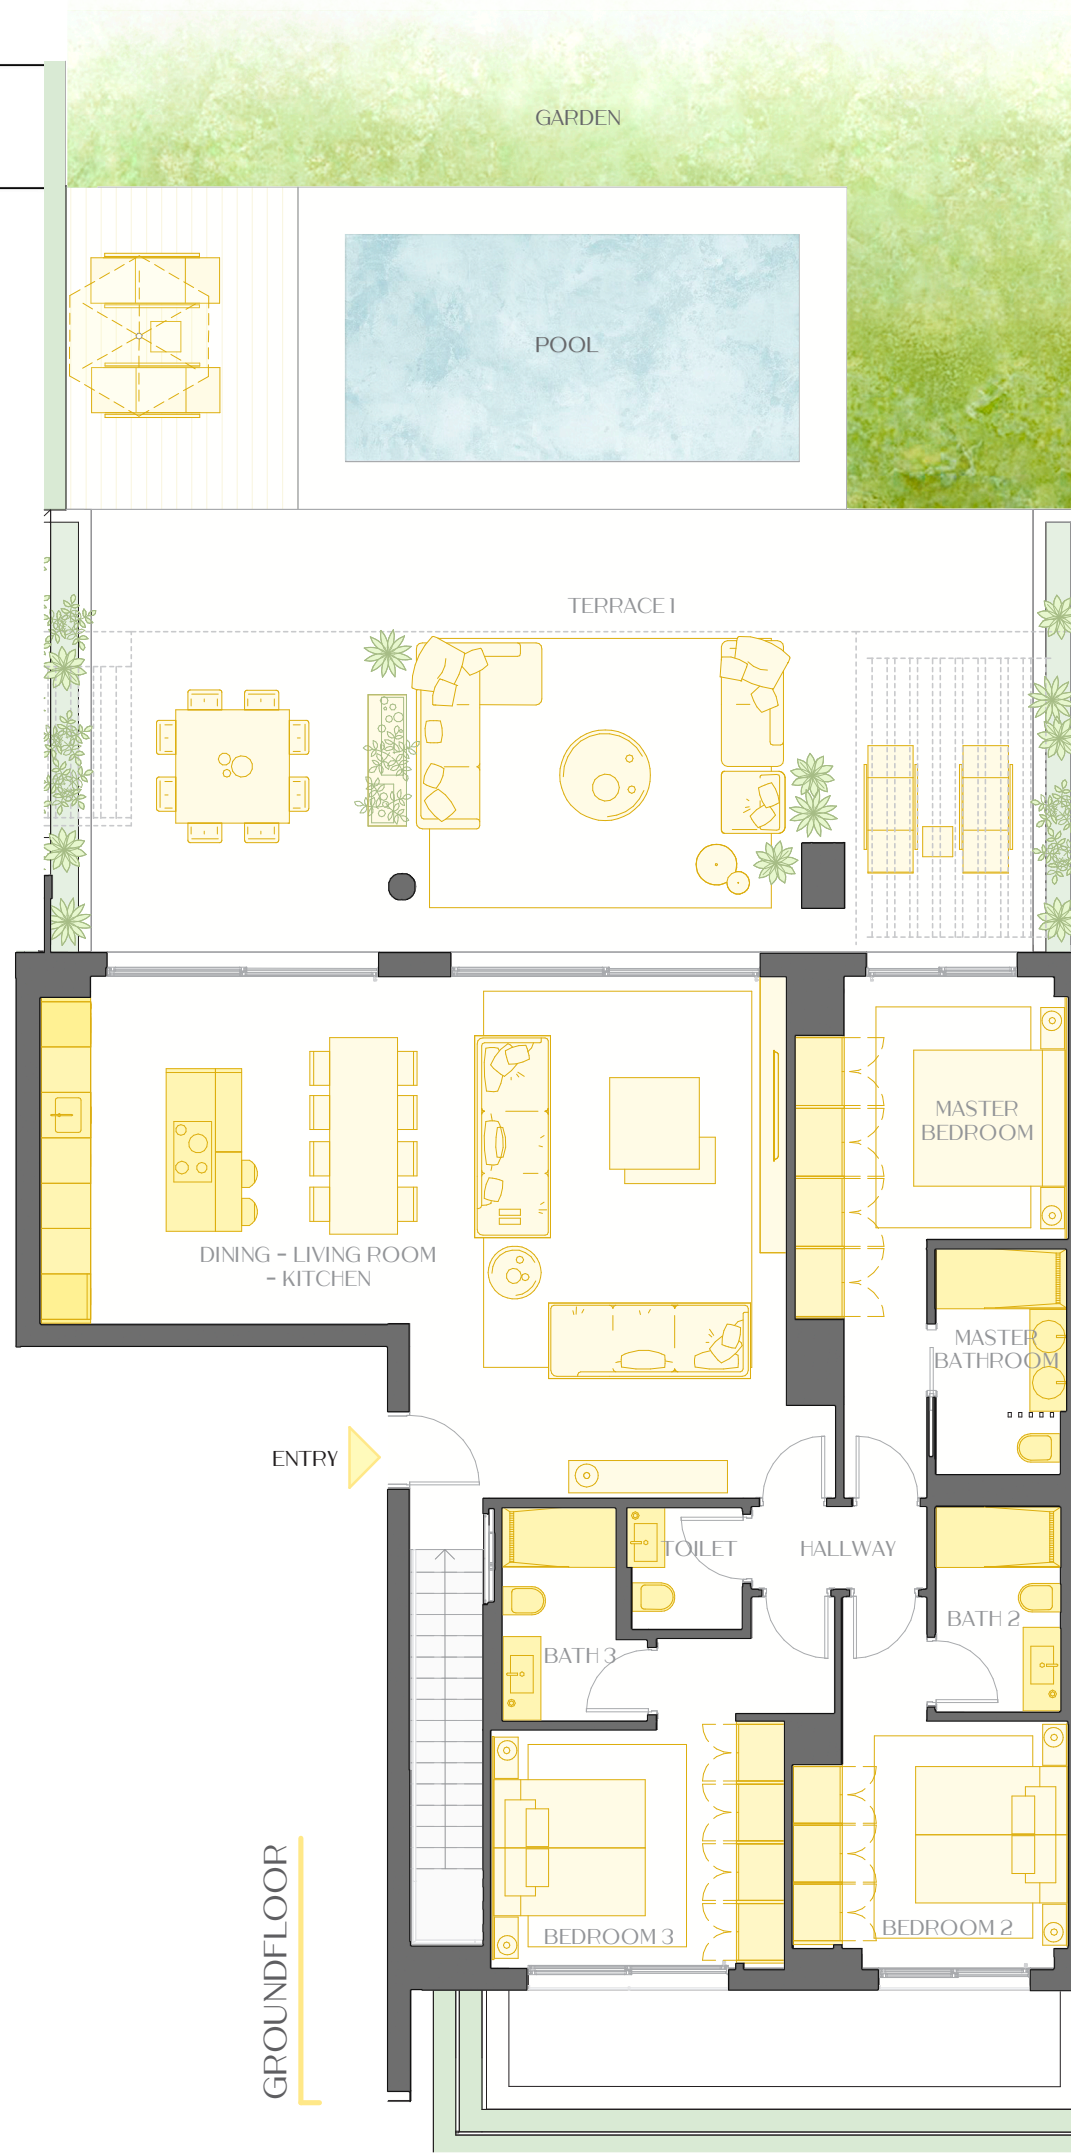 GARDEN
POOL
TERRACE 1
MASTER
BEDROOM
DINING - LIVING ROOM
- KITCHEN
MASTER
BATHROOM
ENTRY
TOILET
HALLWAY
BATH 2
BATH 3
BEDROOM 3
BEDROOM 2
GROUNDFLOOR